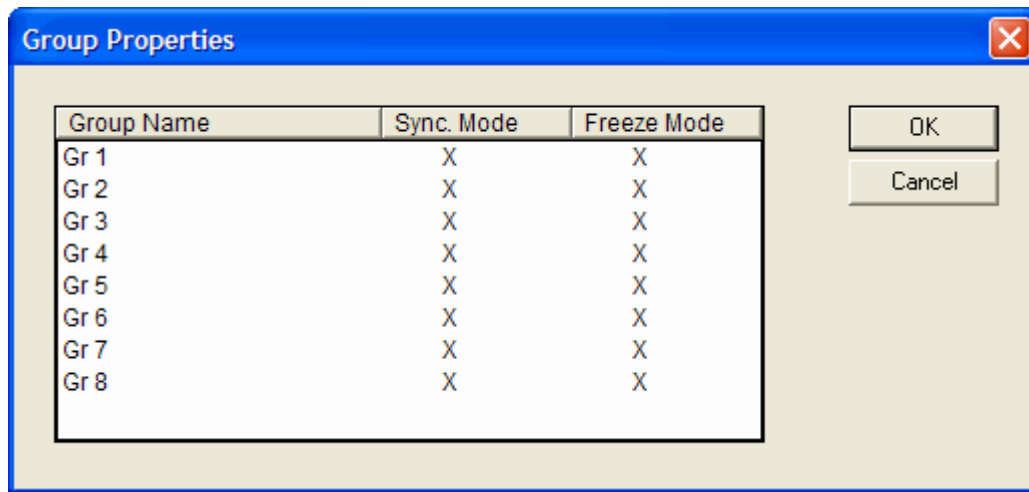 Group Properties
Group Name Sync. Mode Freeze Mode
Gr 1 X X
Gr 2 X X
Gr 3 X X
Gr 4 X X
Gr 5 X X
Gr 6 X X
Gr 7 X X
Gr 8 X X
OK
Cancel